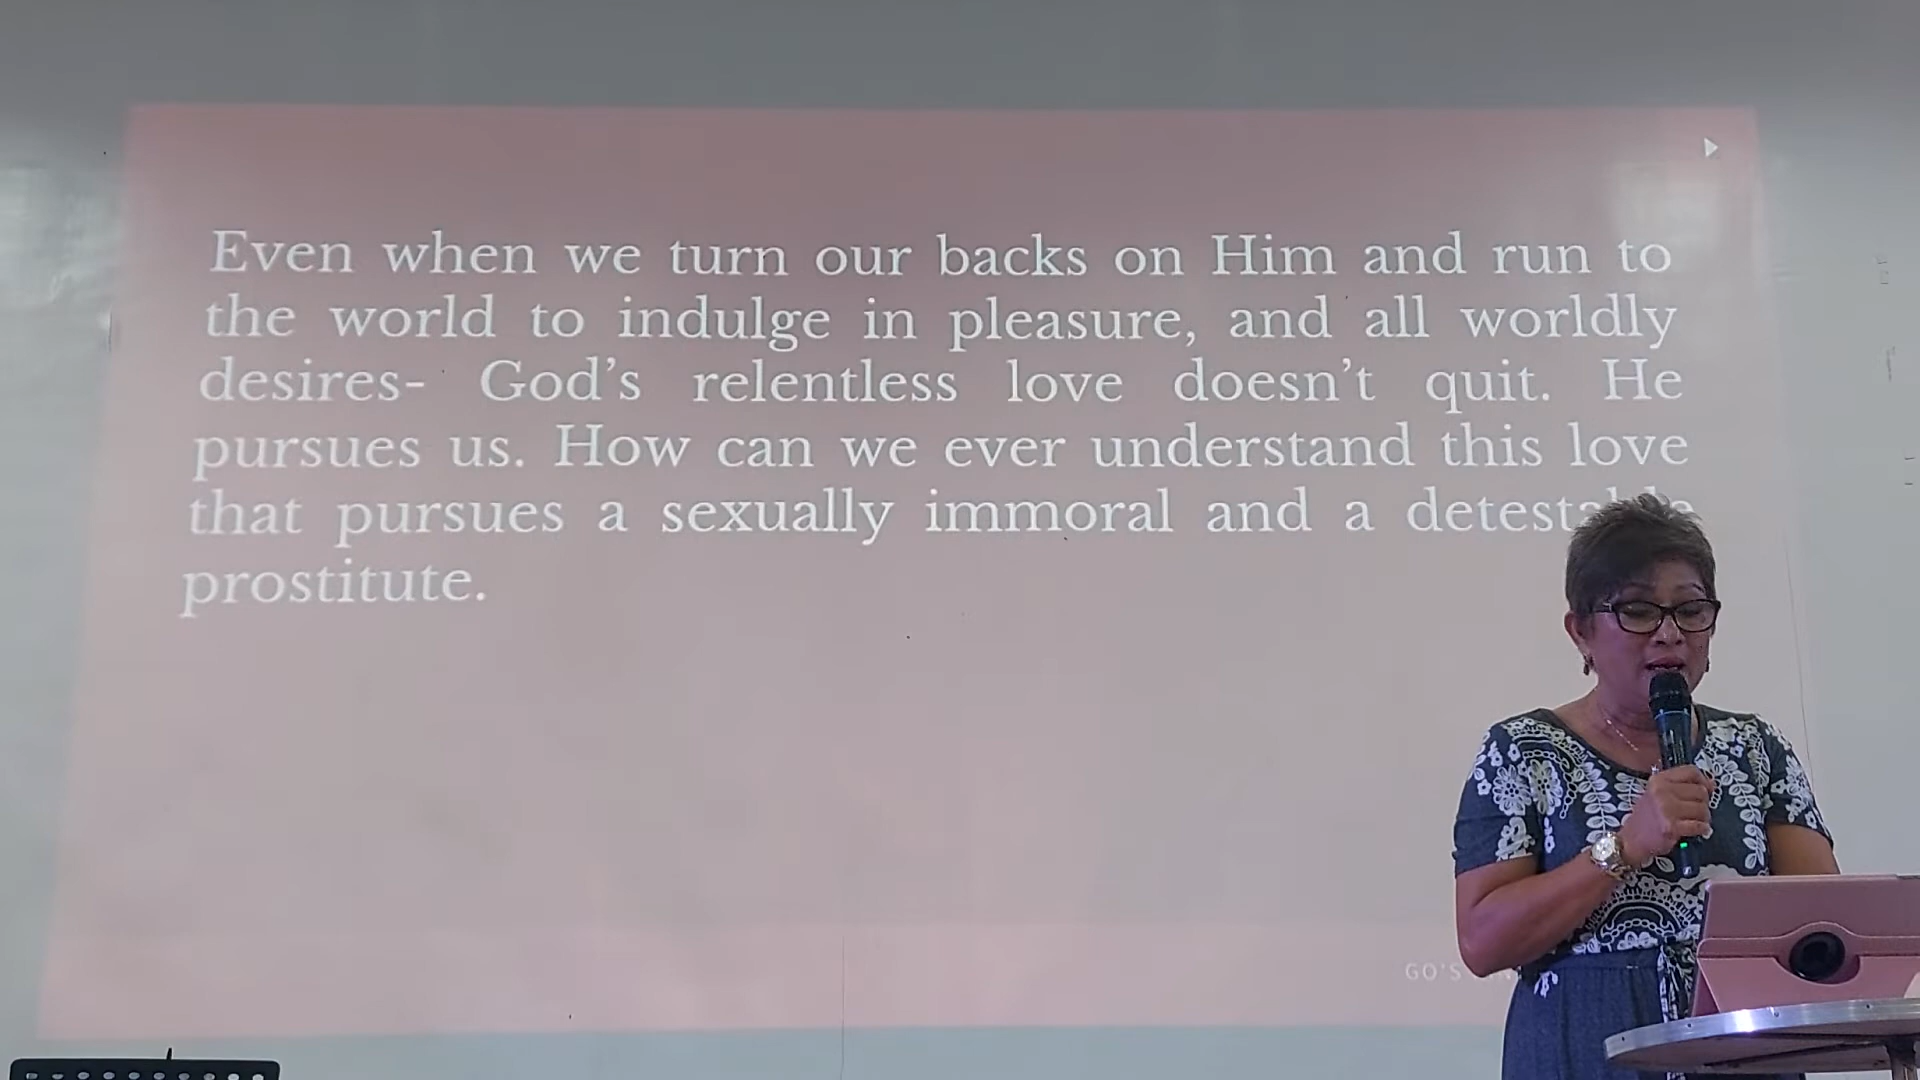 Even when we turn our backs on Him and run to
the world to indulge in pleasure, and all worldly
desires- God’s relentless love doesn’t quit. He
pursues us. How can we ever understand this love
that pursues a sexually immoral and a
prostitute.
GO'S